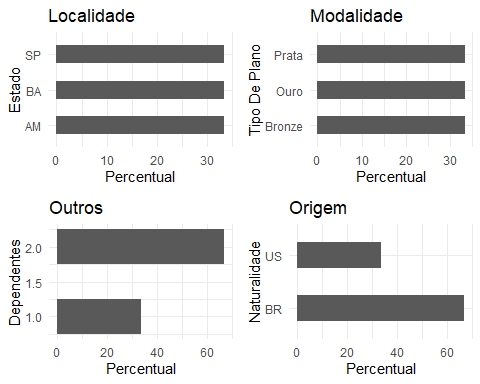 Localidade
Estado
SP
BA
AM
0 10 20 30
Percentual
Modalidade
Tipo De Plano
Prata
Ouro
Bronze
0 10 20 30
Percentual
Outros
Dependentes
2.0
1.5
1.0
0 20 40 60
Percentual
Origem
Naturalidade
US
BR
0 20 40 60
Percentual